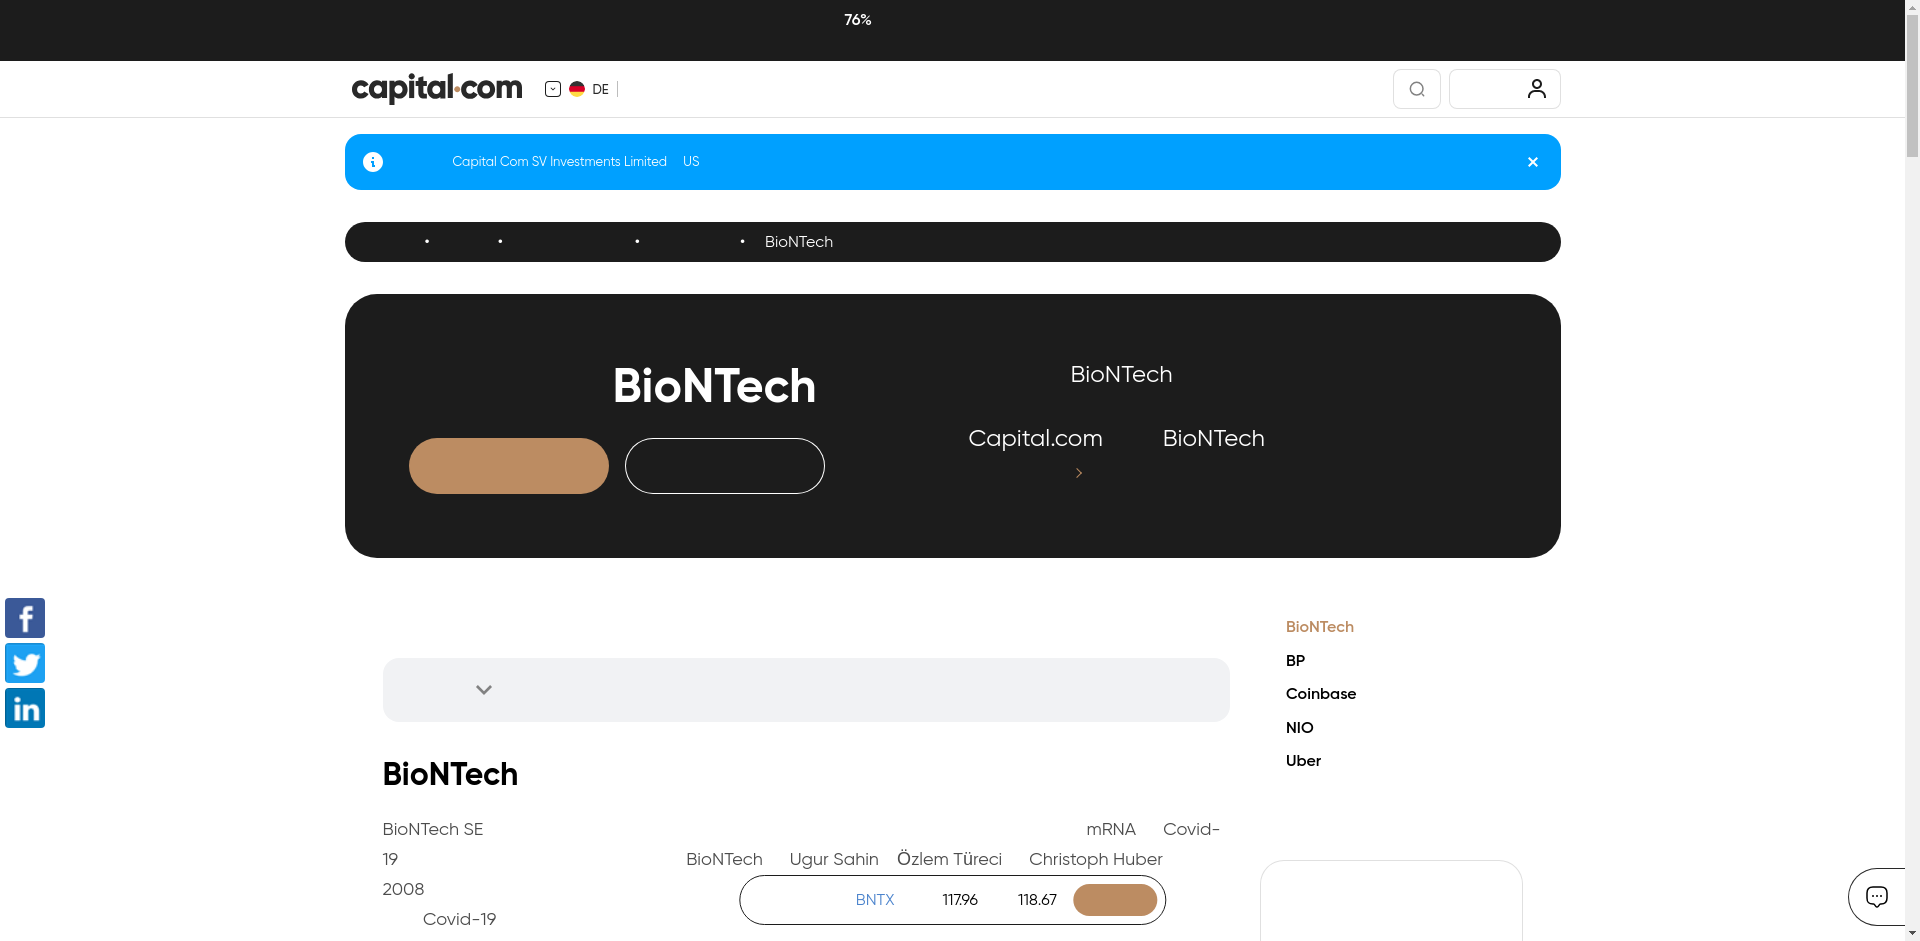 76%
capital.com
DE
Capital Com SV Investments Limited US
BioNTech
BioNTech
BioNTech
Capital.com BioNTech
BioNTech
BP
Coinbase
NIO
Uber
BioNTech
BioNTech SE mRNA Covid-
19 BioNTech Ugur Sahin Özlem Türeci Christoph Huber
2008
Covid-19
BNTX 117.96 118.67